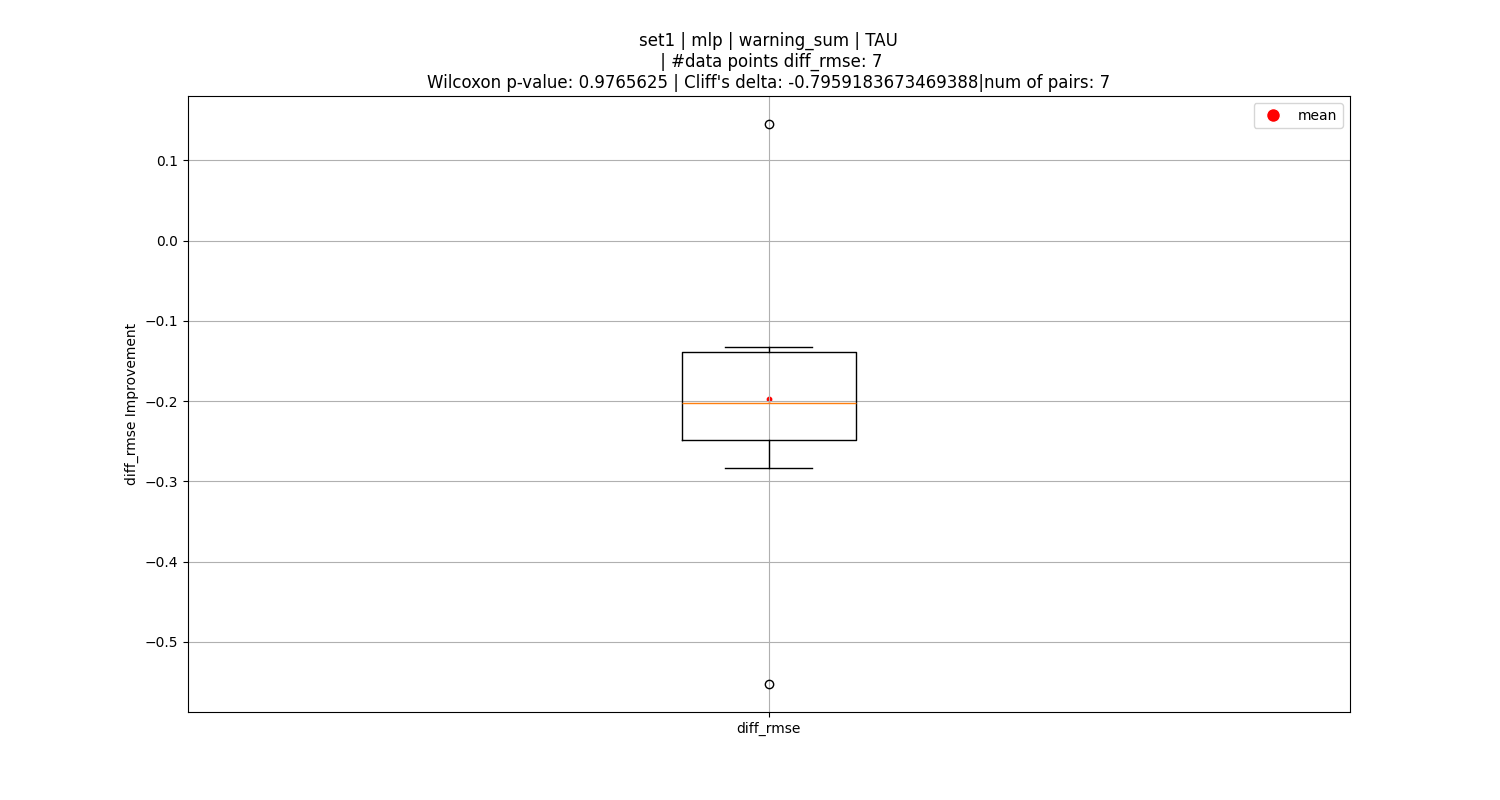 set1 | mlp | warning_sum | TAU
| #data points diff_rmse: 7
Wilcoxon p-value: 0.9765625 | Cliff's delta: -0.7959183673469388|num of pairs: 7
mean
0.1
0.0
−0.1
−0.2
−0.3
−0.4
−0.5
diff_rmse Improvement
diff_rmse